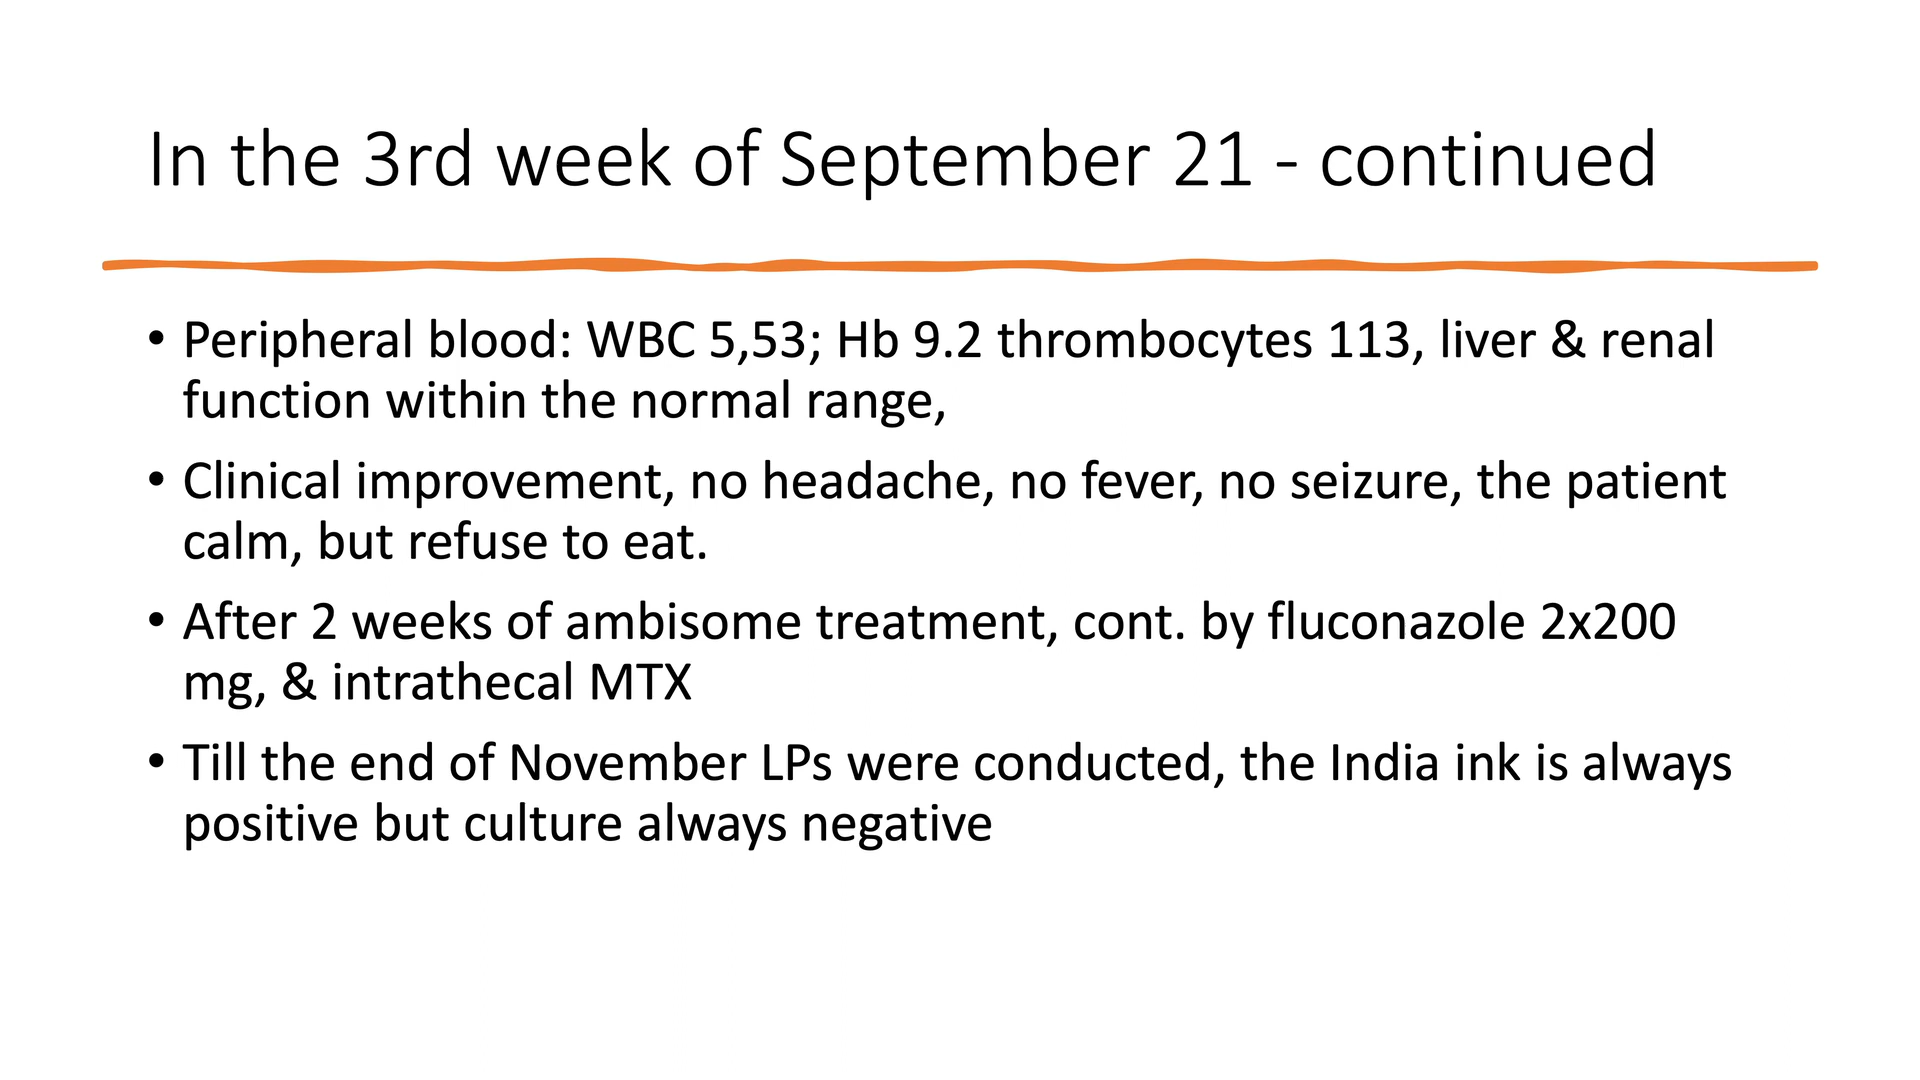 In the 3rd week of September 21 - continued
• Peripheral blood: WBC 5,53; Hb 9.2 thrombocytes 113, liver & renal
function within the normal range,
• Clinical improvement, no headache, no fever, no seizure, the patient
calm, but refuse to eat.
• After 2 weeks of ambisome treatment, cont. by fluconazole 2x200
mg, & intrathecal MTX
• Till the end of November LPs were conducted, the India ink is always
positive but culture always negative